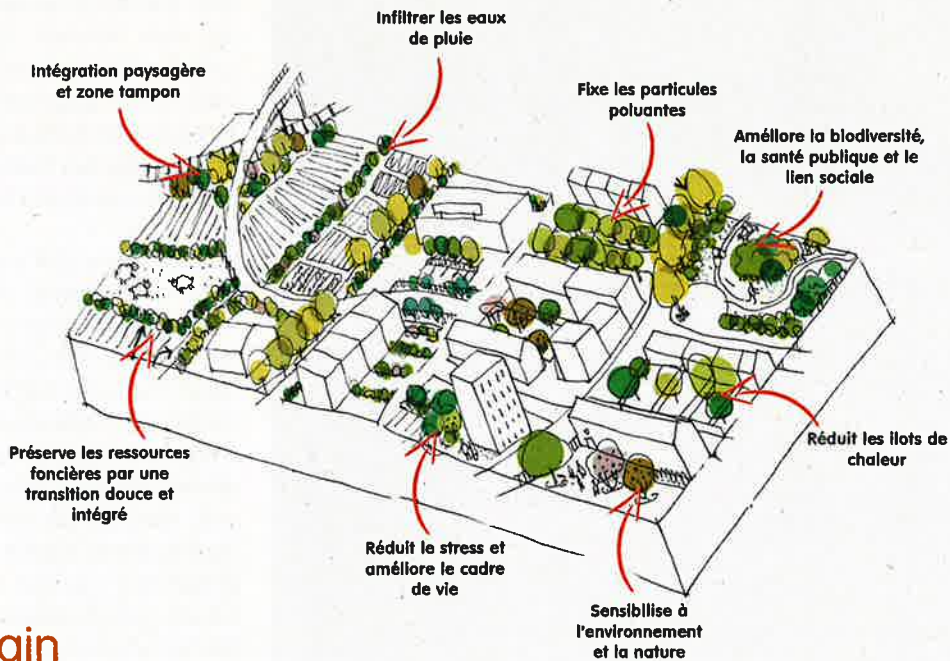 Infiltrer les eaux
de pluie
Intégration paysagère
et zone tampon
Fixe les particules
poluantes
Améllore la biodiversité,
la santé publique et le
lien sociale
Préserve les ressources
foncières par une
transition douce et
intégré
Réduit les ilots de
chaleur
Réduit le stress et
améliore le cadre
de vie
Sensibilise à
l'environnement
et la nature
ain